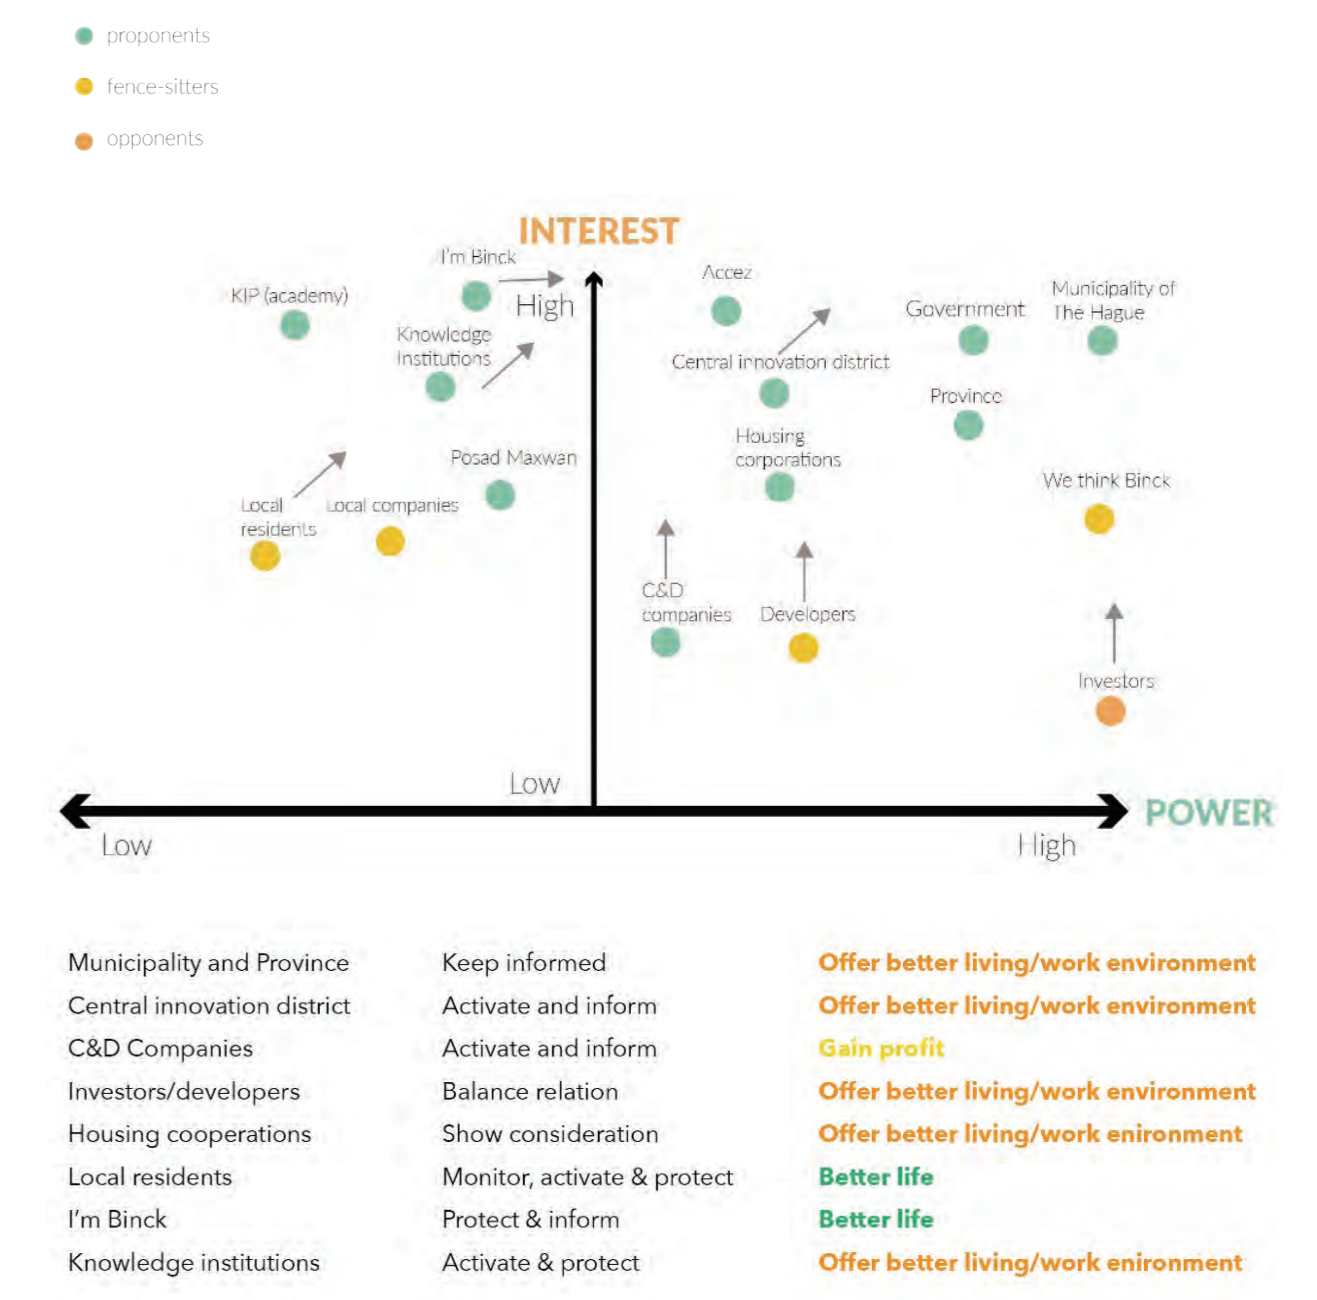 proponents
fence-sitters
opponents
INTEREST
I'm Binck
KIP (academy)
High
Knowledge
Institutions
Accez
Government
Municipality of
The Hague
Central innovation district
Province
Housing
corporations
Posad Maxwan
We think Binck
Local
residents
Local companies
C&D
companies
Developers
Investors
Low
POWER
Low
High
Municipality and Province Keep informed Offer better living/work environment
Central innovation district Activate and inform Offer better living/work environment
C&D Companies Activate and inform Gain profit
Investors/developers Balance relation Offer better living/work environment
Housing cooperations Show consideration Offer better living/work enironment
Local residents Monitor, activate & protect Better life
I'm Binck Protect & inform Better life
Knowledge institutions Activate & protect Offer better living/work enironment